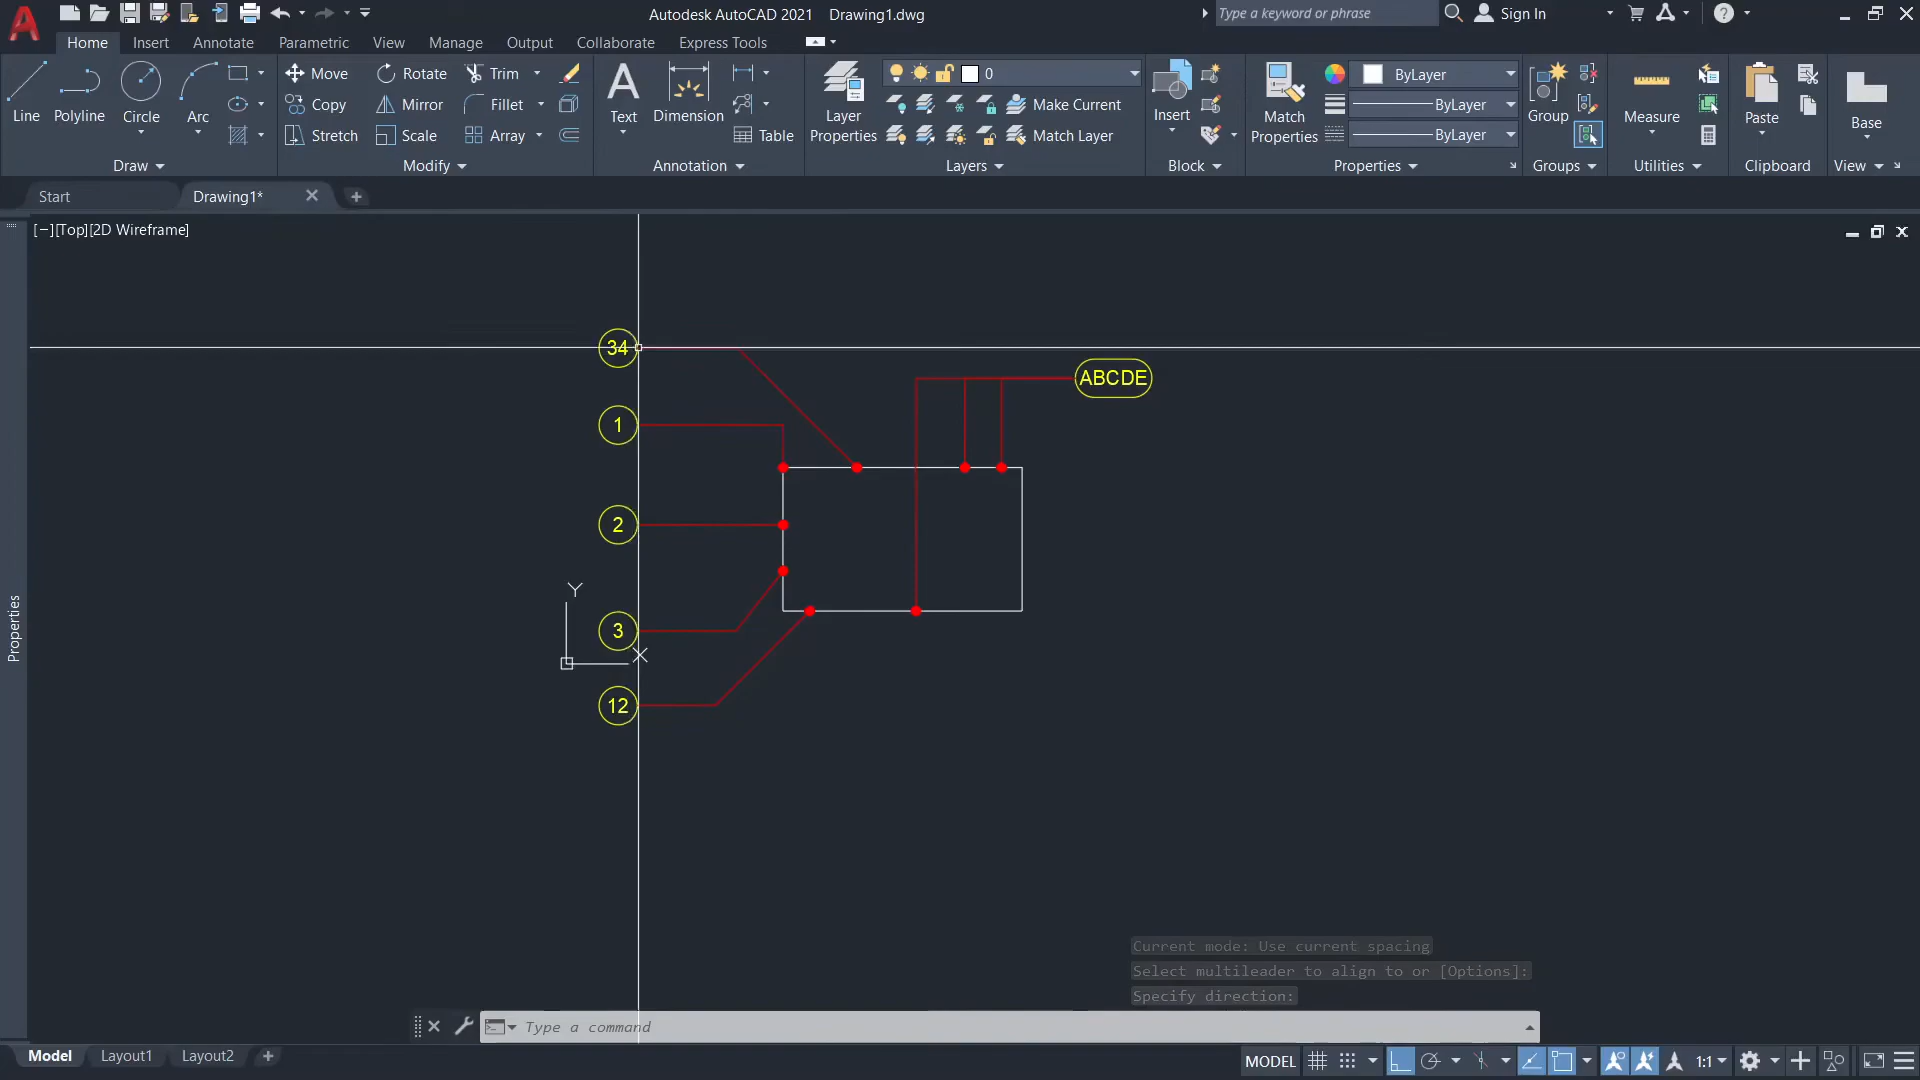 Autodesk AutoCAD 2021 Drawing1.dwg
Type a keyword or phrase
Sign In
Home Insert Annotate Parametric View Manage Output Collaborate Express Tools
Line Polyline Circle Arc
Draw
Move Rotate Trim
Copy Mirror Fillet
Stretch Scale Array
Modify
Text Dimension Table
Annotation
Layer Properties
0
Make Current
Match Layer
Layers
Insert
Block
Match Properties
ByLayer
ByLayer
ByLayer
Properties
Group
Groups
Measure
Utilities
Paste
Clipboard
Base
View
Start Drawing1*
[−][Top][2D Wireframe]
34
ABCDE
1
2
Y
3
X
12
Properties
Current mode: Use current spacing
Select multileader to align to or [Options]:
Specify direction:
Type a command
Model Layout1 Layout2
MODEL 1:1